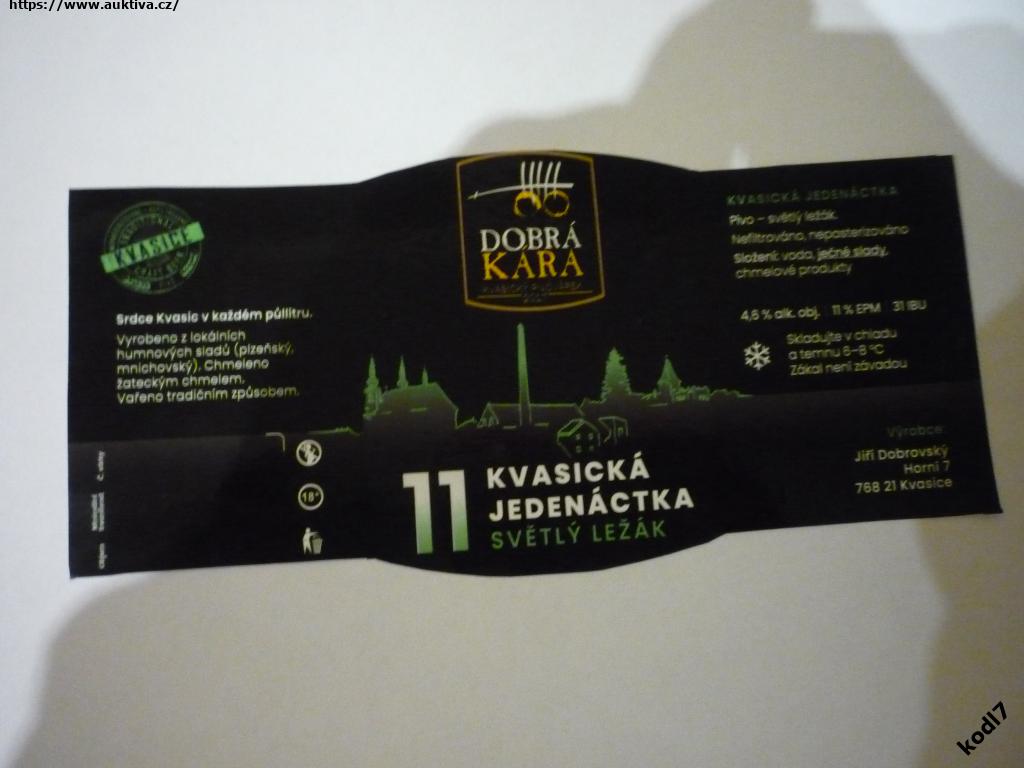 https://www.auktiva.cz/
KVASICE
Srdce Kvasic v každém půllitru.
Vyrobeno z lokálních
humnových sladů (plzeňský,
mnichovský). Chmeleno
žateckým chmelem.
Vařeno tradičním způsobem.
18+
DOBRÁ
KARA
11
KVASICKÁ
JEDENÁCTKA
SVĚTLÝ LEŽÁK
KVASICKÁ JEDENÁCTKA
Pivo – světlý ležák.
Nefiltrováno, nepasterizováno
Složení: voda, ječné slady,
chmelové produkty
alk. obj. 11 % EPM 31 IBU
Skladujte v chladu
a temnu 6–8 °C
Zákal není závadou
Výrobce:
Jiří Dobrovský
Horní 7
768 21 Kvasice
kodl7